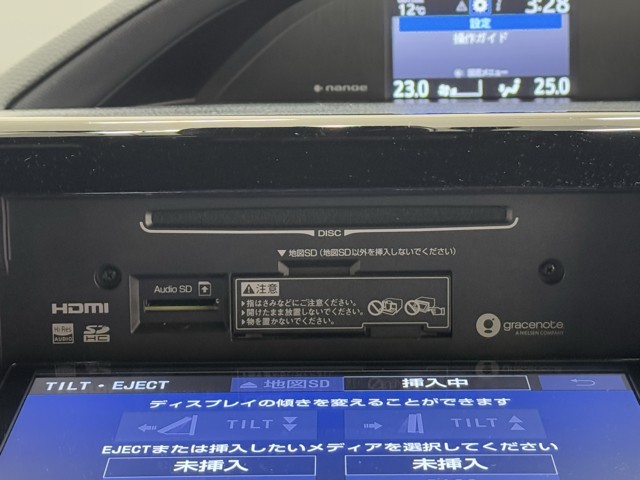 12℃
3:28
設定
操作ガイド
nanoe
23.0
25.0
DISC
▼地図SD(地図SD以外を挿入しないでください)
Audio SD
⚠注意
▶指はさみなどにご注意ください。
▶開けたまま放置しないでください。
▶物を置かないでください。
HDMI
Hi-Res
AUDIO
SD
HC
gracenote
A NIELSEN COMPANY
TILT・EJECT
地図SD
挿入中
ディスプレイの傾きを変えることができます
TILT
TILT
EJECTまたは挿入したいメディアを選択してください
未挿入
未挿入